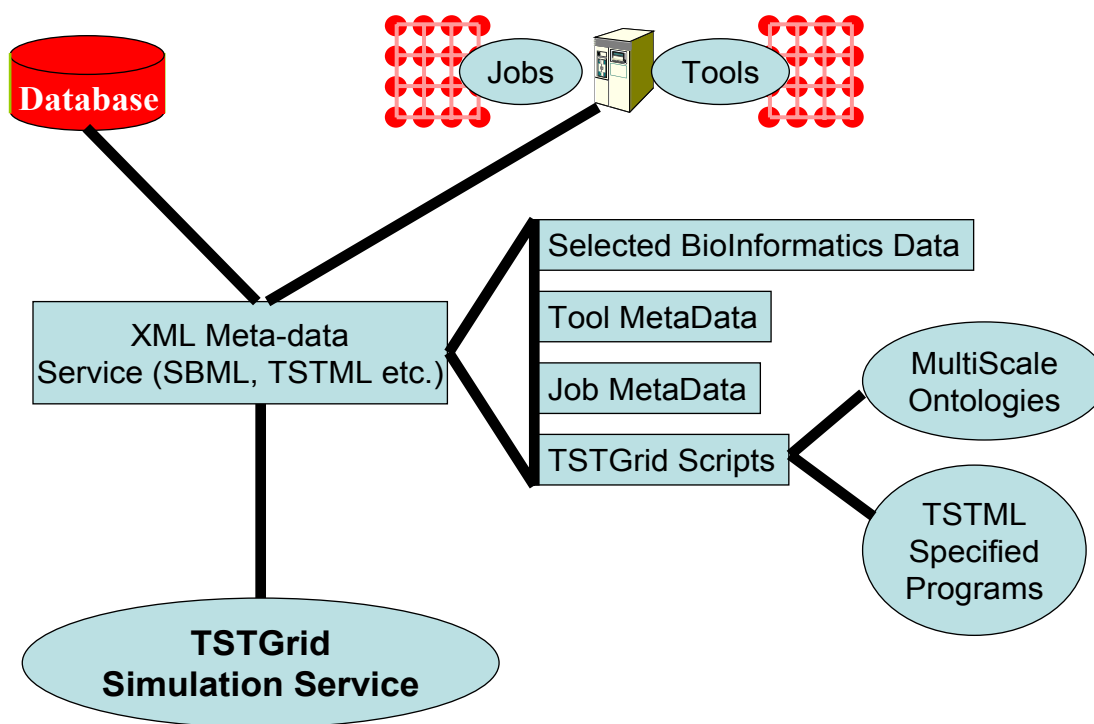 Database
Jobs
Tools
Selected BioInformatics Data
Tool MetaData
Job MetaData
TSTGrid Scripts
XML Meta-data
Service (SBML, TSTML etc.)
MultiScale
Ontologies
TSTML
Specified
Programs
TSTGrid
Simulation Service